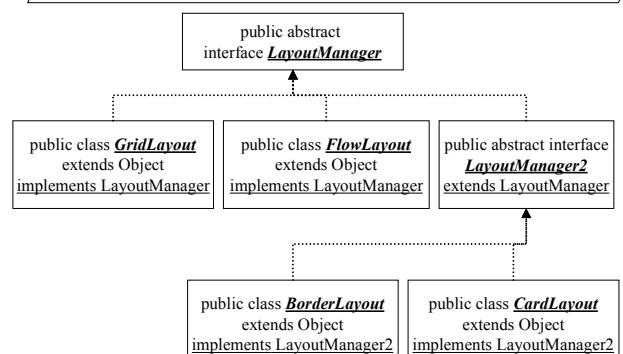 public abstract
interface LayoutManager
public class GridLayout
extends Object
implements LayoutManager
public class FlowLayout
extends Object
implements LayoutManager
public abstract interface
LayoutManager2
extends LayoutManager
public class BorderLayout
extends Object
implements LayoutManager2
public class CardLayout
extends Object
implements LayoutManager2